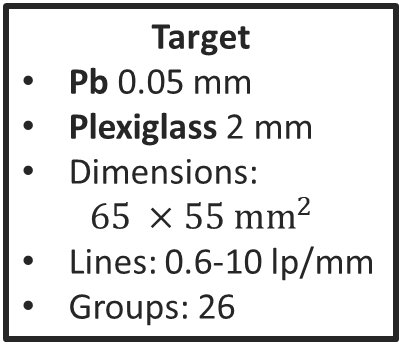 Target
• Pb 0.05 mm
• Plexiglass 2 mm
• Dimensions:
65 × 55 mm²
• Lines: 0.6-10 lp/mm
• Groups: 26